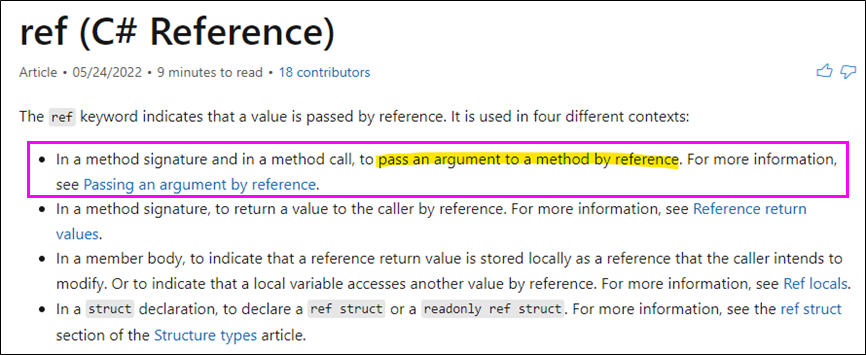 ref (C# Reference)
Article • 05/24/2022 • 9 minutes to read • 18 contributors
The ref keyword indicates that a value is passed by reference. It is used in four different contexts:
• In a method signature and in a method call, to pass an argument to a method by reference. For more information,
see Passing an argument by reference.
• In a method signature, to return a value to the caller by reference. For more information, see Reference return
values.
• In a member body, to indicate that a reference return value is stored locally as a reference that the caller intends to
modify. Or to indicate that a local variable accesses another value by reference. For more information, see Ref locals.
• In a struct declaration, to declare a ref struct or a readonly ref struct. For more information, see the ref struct
section of the Structure types article.